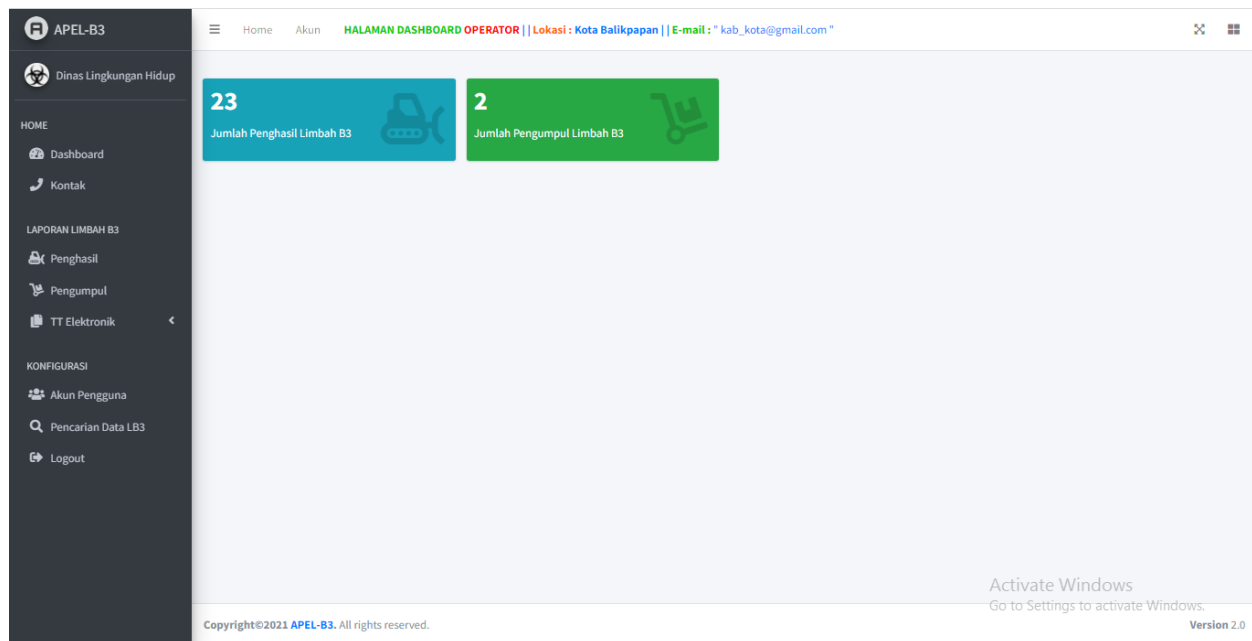 APEL-B3
Home Akun HALAMAN DASHBOARD OPERATOR || Lokasi : Kota Balikpapan || E-mail : " kab_kota@gmail.com "
Dinas Lingkungan Hidup
HOME
Dashboard
Kontak
LAPORAN LIMBAH B3
Penghasil
Pengumpul
TT Elektronik
KONFIGURASI
Akun Pengguna
Pencarian Data LB3
Logout
23
Jumlah Penghasil Limbah B3
2
Jumlah Pengumpul Limbah B3
Activate Windows
Go to Settings to activate Windows.
Copyright©2021 APEL-B3. All rights reserved.
Version 2.0